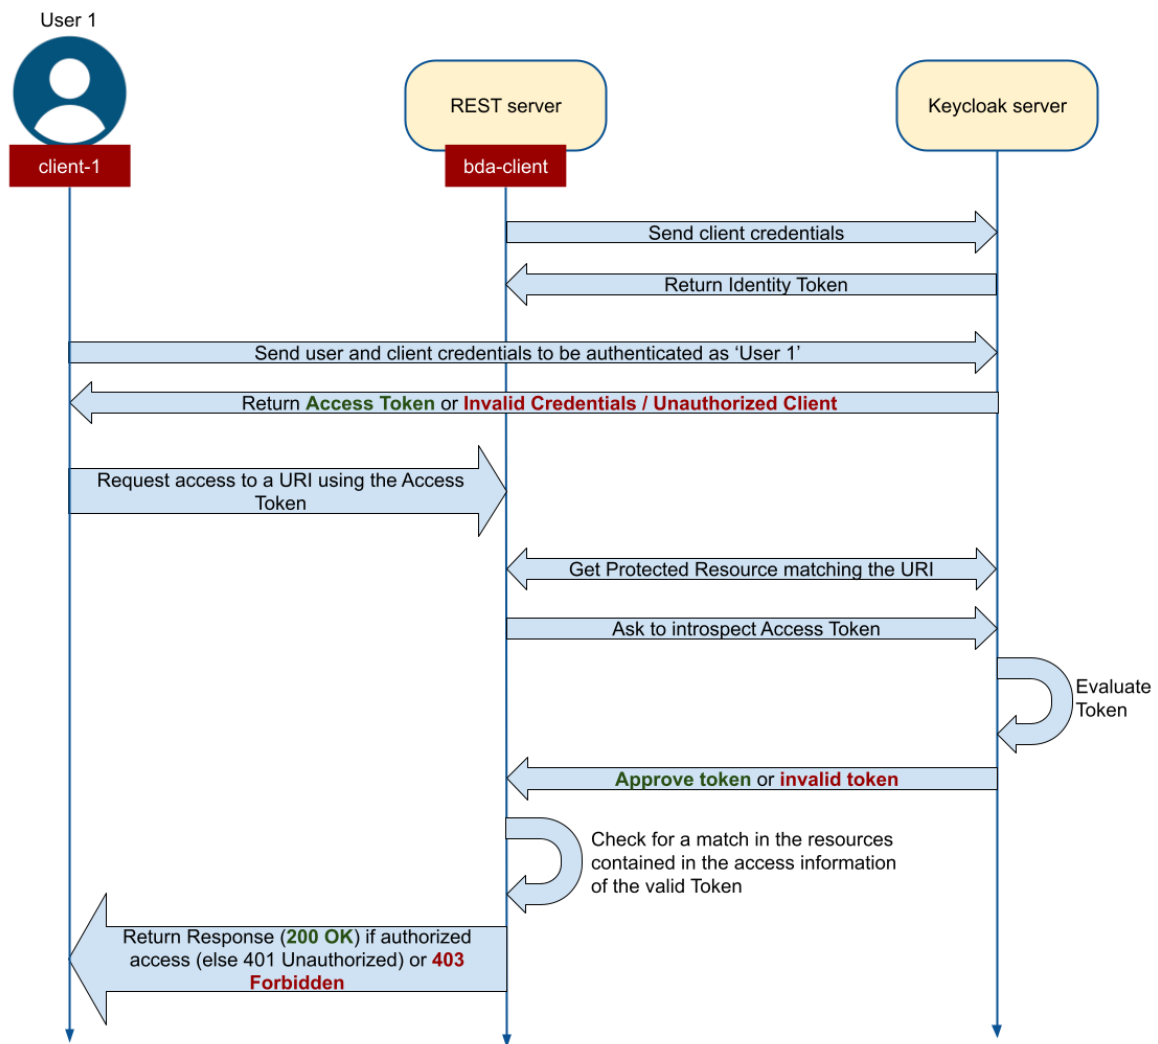 User 1
REST server
Keycloak server
client-1
bda-client
Send client credentials
Return Identity Token
Send user and client credentials to be authenticated as ‘User 1’
Return Access Token or Invalid Credentials / Unauthorized Client
Request access to a URI using the Access
Token
Get Protected Resource matching the URI
Ask to introspect Access Token
Evaluate
Token
Approve token or invalid token
Check for a match in the resources
contained in the access information
of the valid Token
Return Response (200 OK) if authorized
access (else 401 Unauthorized) or 403
Forbidden